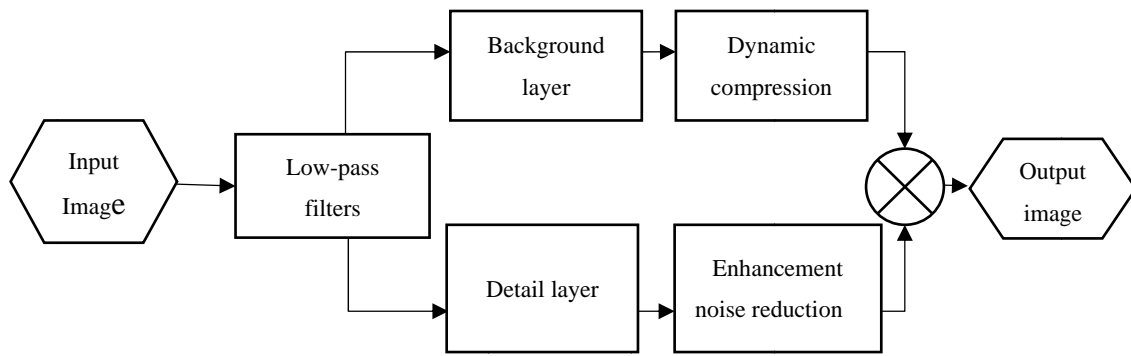 Input
Image
Low-pass
filters
Background
layer
Dynamic
compression
Detail layer
Enhancement
noise reduction
Output
image